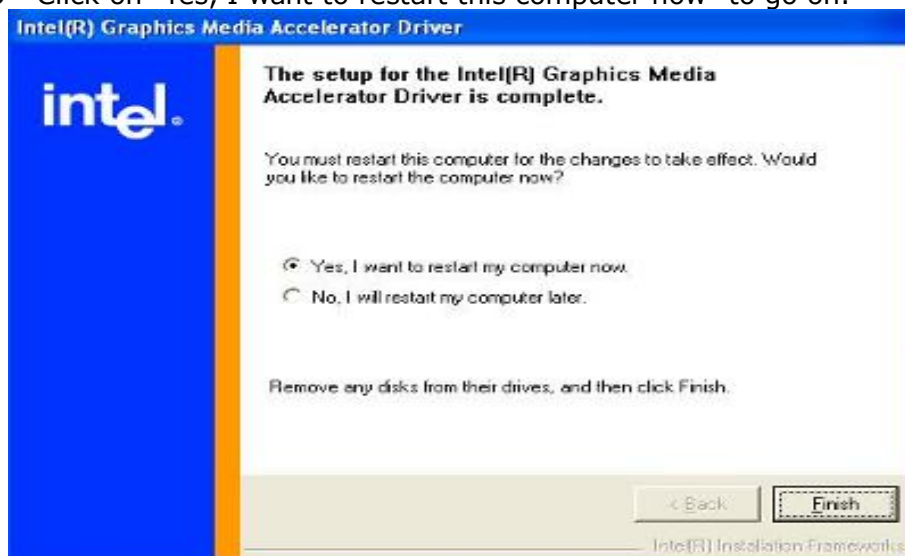 Click on "Yes, I want to restart this computer now" to go on.
Intel(R) Graphics Media Accelerator Driver
intel.
The setup for the Intel(R) Graphics Media
Accelerator Driver is complete.
You must restart this computer for the changes to take effect. Would
you like to restart the computer now?
Yes, I want to restart my computer now.
No, I will restart my computer later.
Remove any disks from their drives, and then click Finish.
< Back
Finish
Intel(R) Installation Frameworks